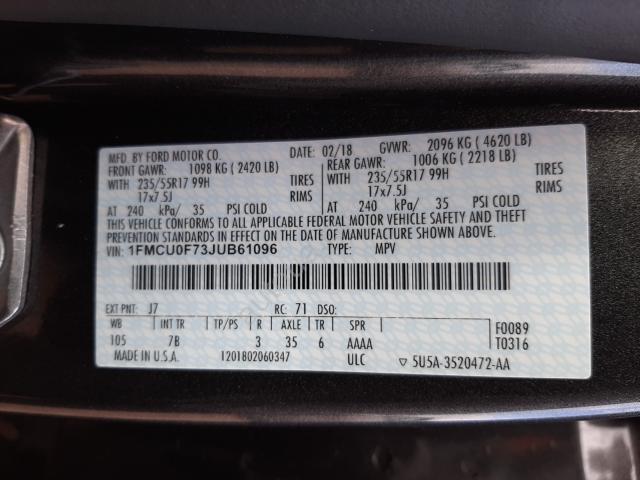 MFD. BY FORD MOTOR CO. DATE: 02/18 GVWR: 2096 KG ( 4620 LB)
FRONT GAWR: 1098 KG ( 2420 LB) REAR GAWR: 1006 KG ( 2218 LB)
WITH 235/55R17 99H TIRES WITH 235/55R17 99H TIRES
17x7.5J RIMS 17x7.5J RIMS
AT 240 kPa/ 35 PSI COLD AT 240 kPa/ 35 PSI COLD
THIS VEHICLE CONFORMS TO ALL APPLICABLE FEDERAL MOTOR VEHICLE SAFETY AND THEFT
PREVENTION STANDARDS IN EFFECT ON THE DATE OF MANUFACTURE SHOWN ABOVE.
VIN: 1FMCU0F73JUB61096 TYPE: MPV
EXT PNT: J7 RC: 71 DSO:
WB INT TR TP/PS R AXLE TR SPR F0089
105 7B 3 35 6 AAAA T0316
MADE IN U.S.A. 1201802060347 ULC ▽ 5U5A-3520472-AA